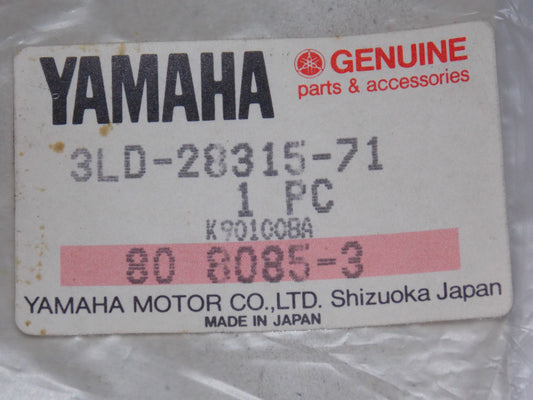 YAMAHA
GENUINE
parts & accessories
3LD-28315-71
1 PC
K90100BA
80 8085-3
YAMAHA MOTOR CO.,LTD. Shizuoka Japan
MADE IN JAPAN